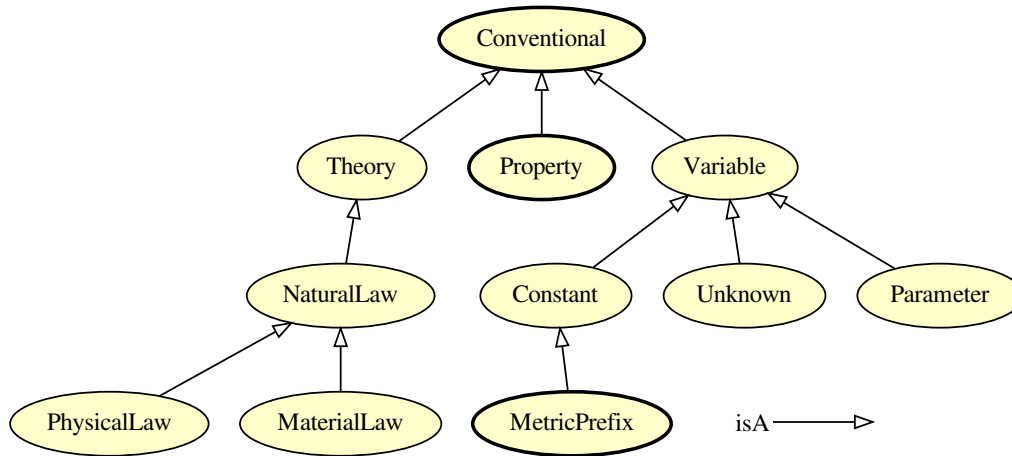 Conventional
Theory
Property
Variable
NaturalLaw
Constant
Unknown
Parameter
PhysicalLaw
MaterialLaw
MetricPrefix
isA